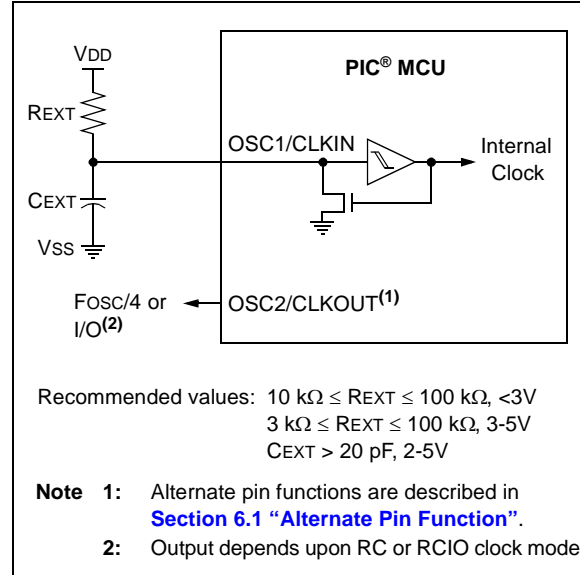 VDD
PIC® MCU
REXT
OSC1/CLKIN
Internal
Clock
CEXT
VSS
FOSC/4 or
I/O(2)
OSC2/CLKOUT(1)
Recommended values: 10 kΩ ≤ REXT ≤ 100 kΩ, <3V
3 kΩ ≤ REXT ≤ 100 kΩ, 3-5V
CEXT > 20 pF, 2-5V
Note 1: Alternate pin functions are described in
Section 6.1 “Alternate Pin Function”.
2: Output depends upon RC or RCIO clock mode